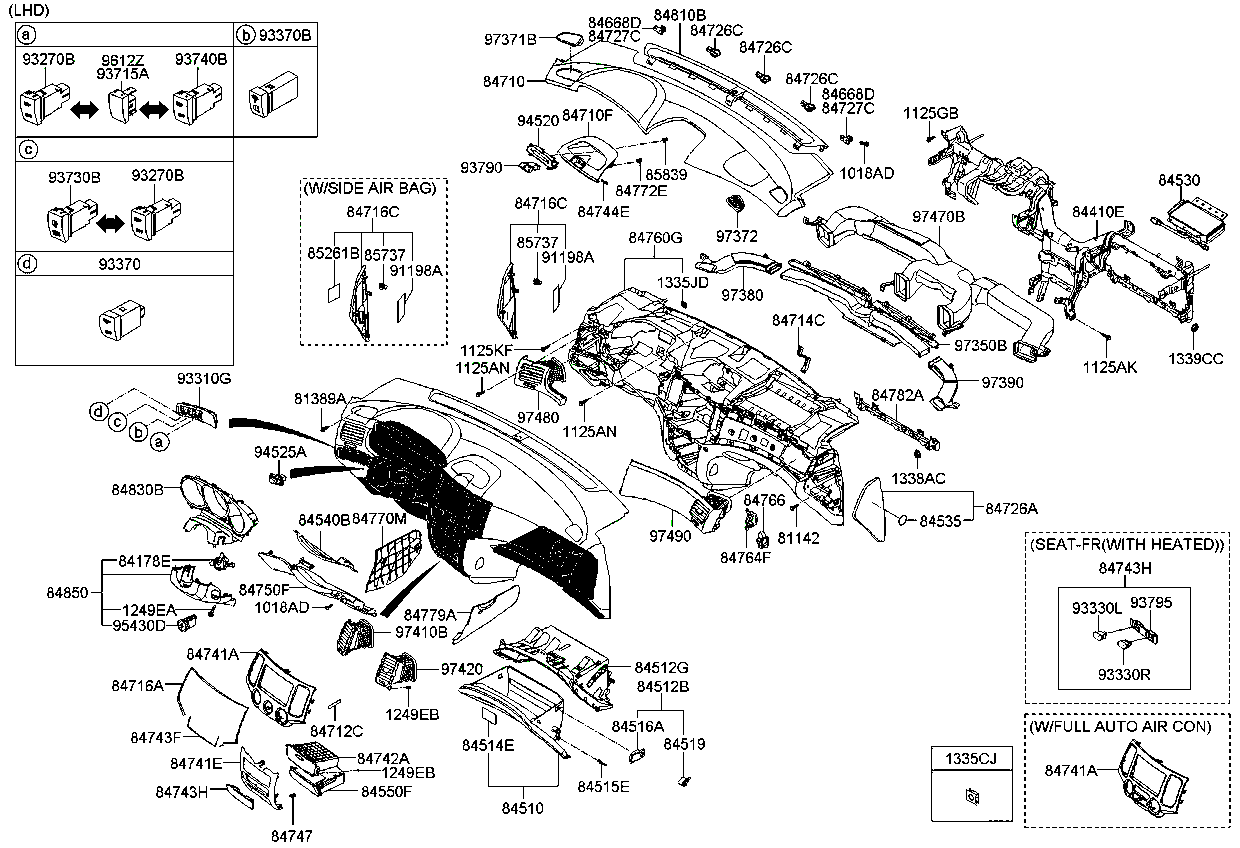 (LHD)
a
b 93370B
93270B
9612Z
93715A
93740B
c
93730B
93270B
d
93370
93310G
d
c
b
a
(W/SIDE AIR BAG)
84716C
85261B
85737
91198A
84716C
85737
91198A
1125KF
1125AN
97480
1125AN
97371B
84710
84668D
84727C
84810B
84726C
84726C
84726C
84668D
84727C
1018AD
94520
84710F
93790
85839
84772E
84744E
97372
84760G
1335JD
97380
84714C
97470B
97350B
97390
1125GB
84530
84410E
1125AK
1339CC
84782A
1338AC
84726A
84535
81142
84766
84764F
97490
81389A
94525A
84830B
84540B
84770M
84178E
84850
84750F
1018AD
1249EA
95430D
84779A
97410B
97420
1249EB
84741A
84716A
84712C
84743F
84741E
84742A
1249EB
84743H
84550F
84747
84512G
84512B
84516A
84519
84514E
84515E
84510
(SEAT-FR(WITH HEATED))
84743H
93330L
93795
93330R
(W/FULL AUTO AIR CON)
84741A
1335CJ